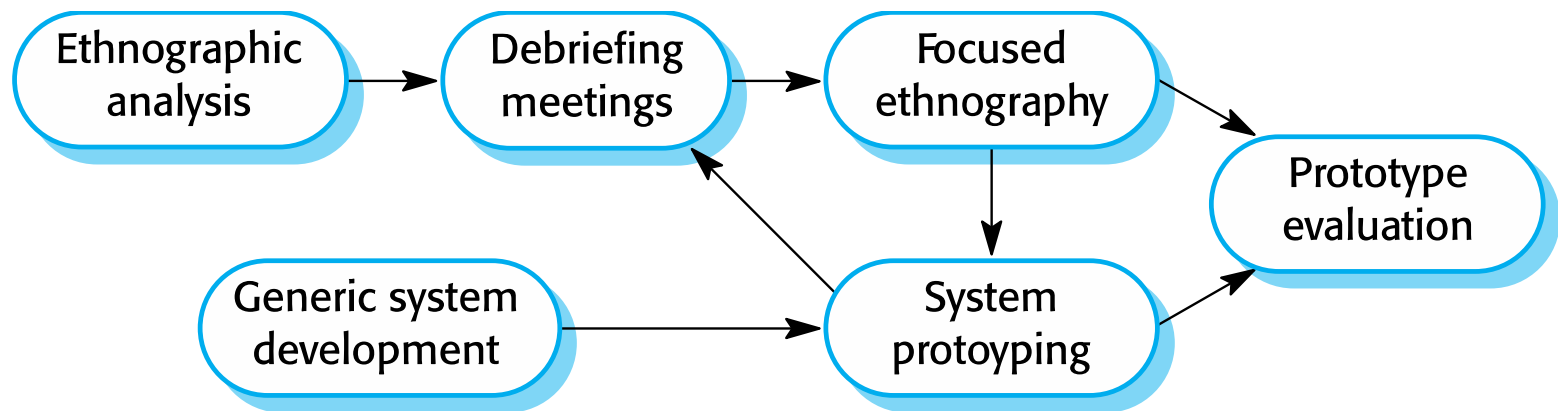 Ethnographic
analysis
Debriefing
meetings
Focused
ethnography
Prototype
evaluation
Generic system
development
System
protoyping